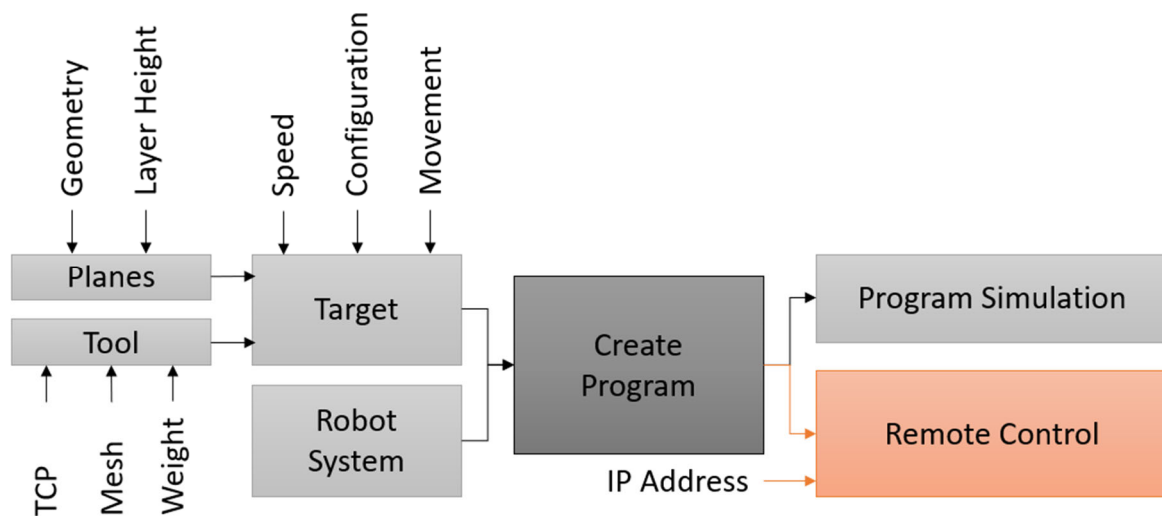 Geometry
Layer Height
Speed
Configuration
Movement
Planes
Tool
TCP
Mesh
Weight
Target
Robot
System
Create
Program
Program Simulation
Remote Control
IP Address